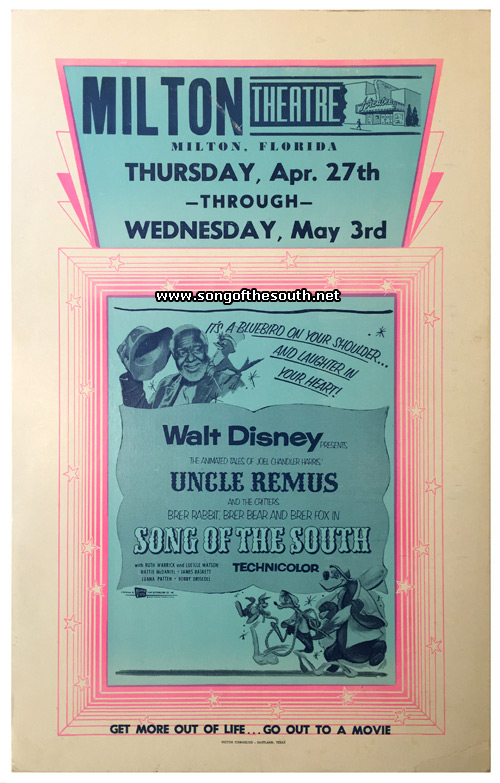 MILTON THEATRE
Theatre
MILTON, FLORIDA
THURSDAY, Apr. 27th
—THROUGH—
WEDNESDAY, May 3rd
www.songofthesouth.net
IT'S A BLUEBIRD ON YOUR SHOULDER...
AND LAUGHTER IN
YOUR HEART!
Walt Disney PRESENTS
THE ANIMATED TALES OF JOEL CHANDLER HARRIS'
UNCLE REMUS
AND THE CRITTERS
BRER RABBIT, BRER BEAR AND BRER FOX IN
SONG OF THE SOUTH
with RUTH WARRICK and LUCILE WATSON
HATTIE McDANIEL · JAMES BASKETT
LUANA PATTEN · BOBBY DRISCOLL
TECHNICOLOR
GET MORE OUT OF LIFE...GO OUT TO A MOVIE